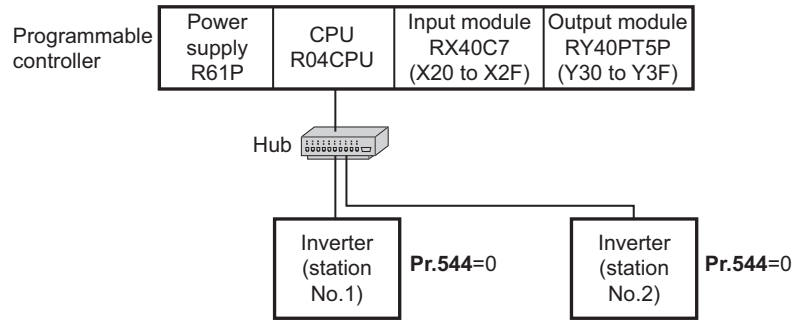 Programmable
controller
Power
supply
R61P
CPU
R04CPU
Input module
RX40C7
(X20 to X2F)
Output module
RY40PT5P
(Y30 to Y3F)
Hub
Inverter
(station
No.1)
Pr.544=0
Inverter
(station
No.2)
Pr.544=0